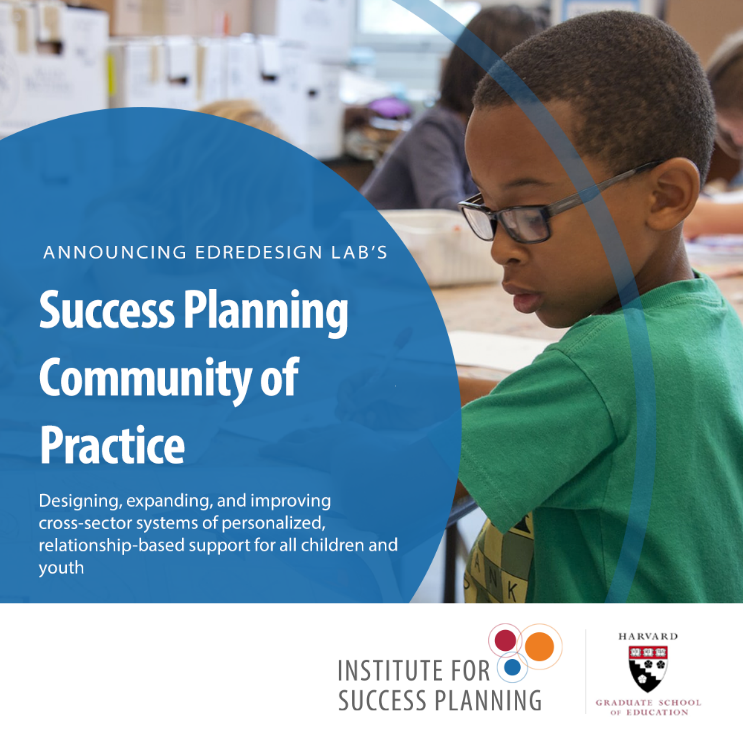 ANNOUNCING EDREDESIGN LAB'S
Success Planning
Community of
Practice
Designing, expanding, and improving
cross-sector systems of personalized,
relationship-based support for all children and
youth
ANK
INSTITUTE FOR
SUCCESS PLANNING
HARVARD
GRADUATE SCHOOL
OF EDUCATION